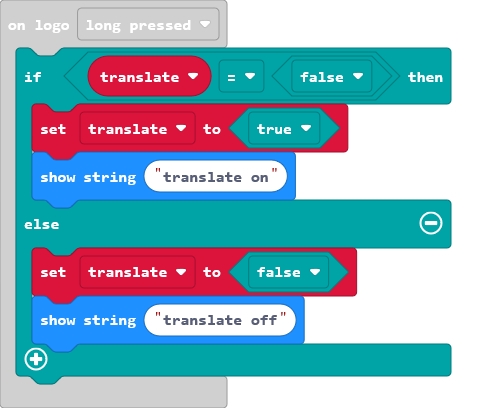 on logo long pressed
if translate = false then
set translate to true
show string "translate on"
else
set translate to false
show string "translate off"